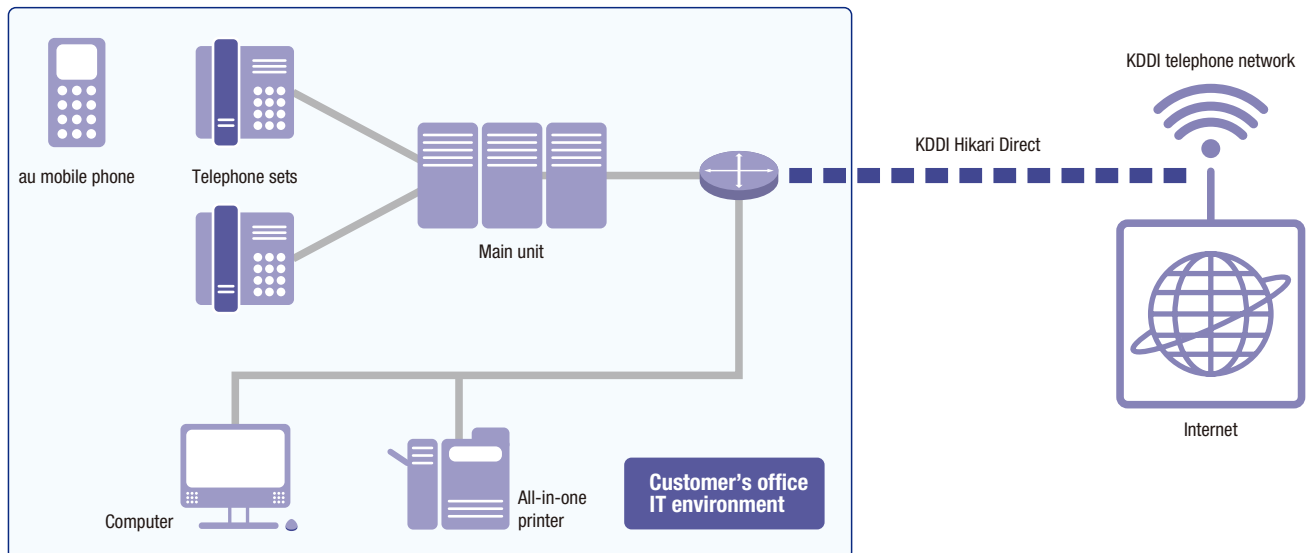 KDDI telephone network
KDDI Hikari Direct
au mobile phone
Telephone sets
Main unit
Internet
Customer's office
IT environment
All-in-one
printer
Computer